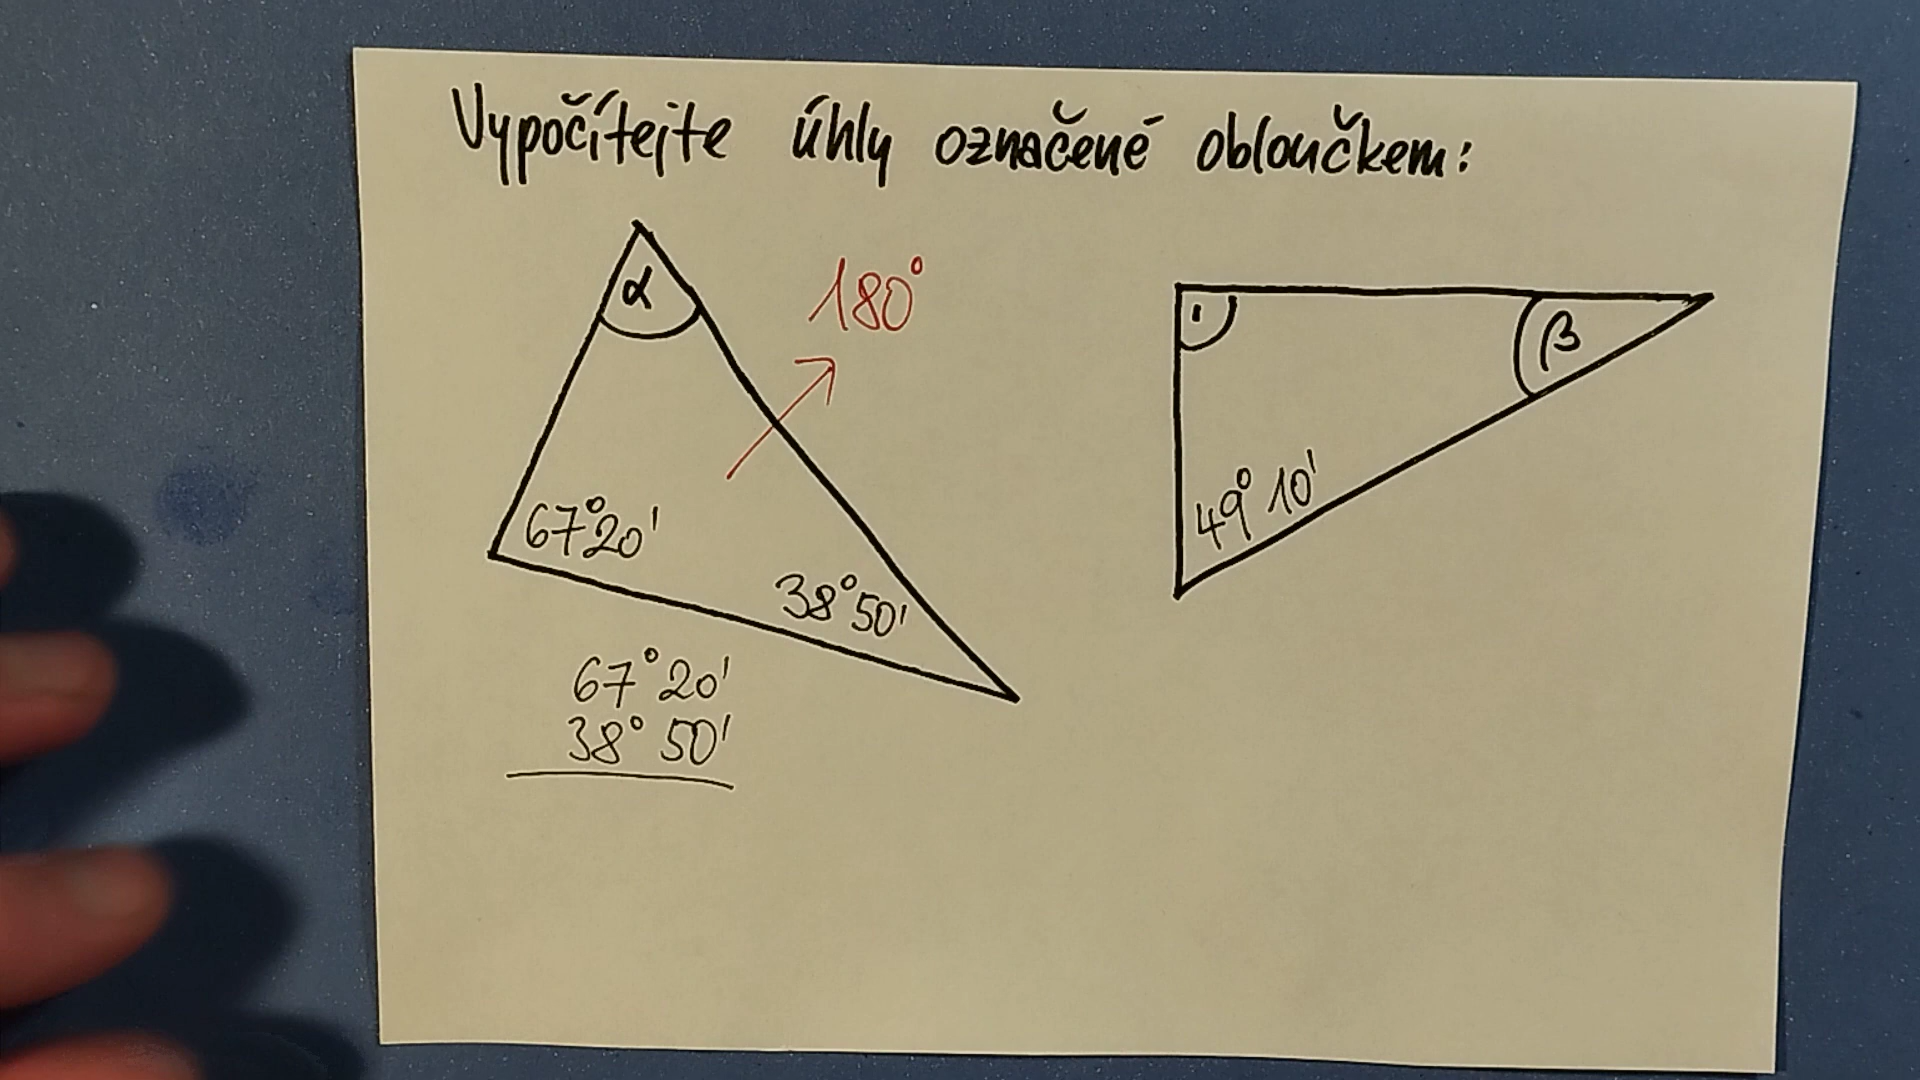 Vypočítejte úhly označené obloučkem:
α
180°
β
67°20'
38°50'
49°10'
67°20'
38°50'